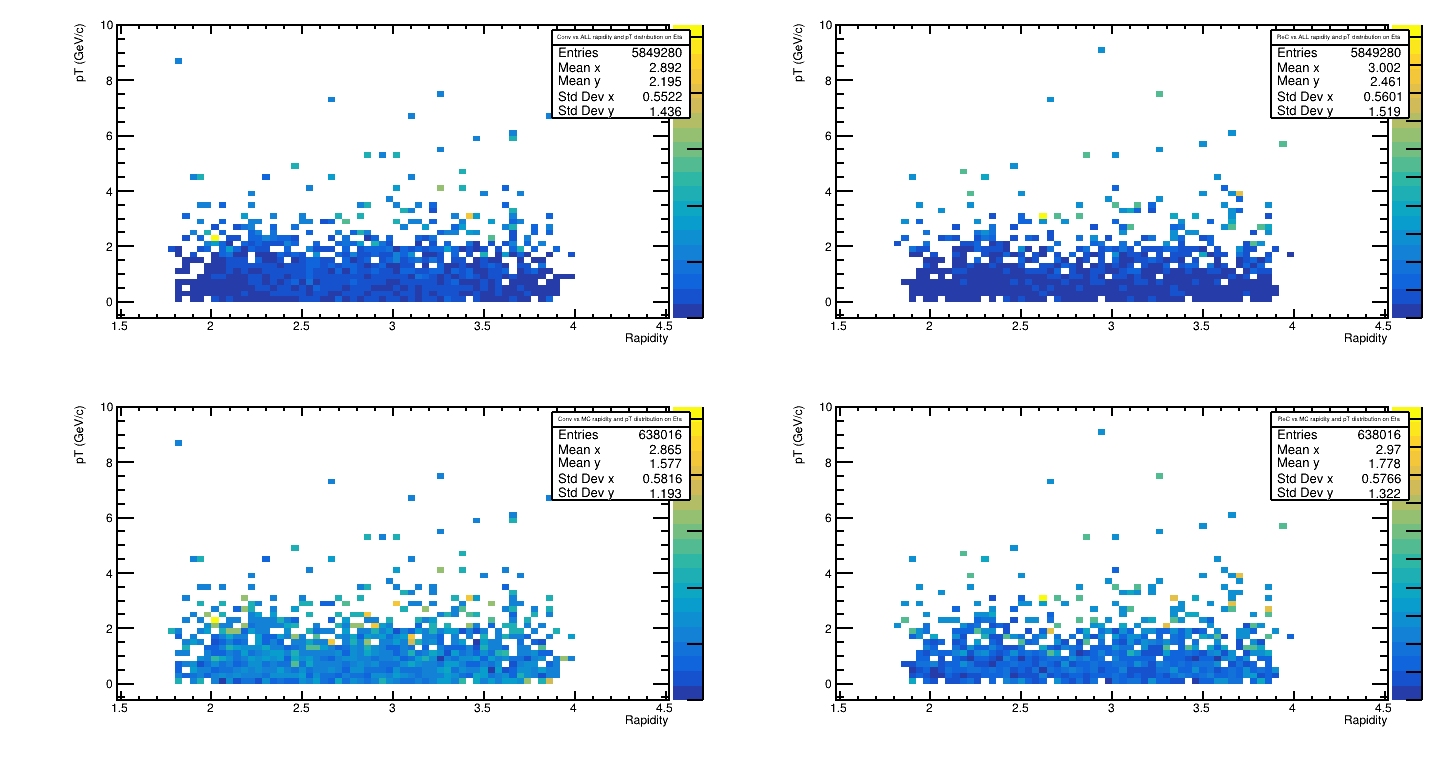 pT (GeV/c)
10
8
6
4
2
0
1.5 2 2.5 3 3.5 4 4.5
Rapidity
Conv vs ALL rapidity and pT distribution on Eta
Entries 5849280
Mean x 2.892
Mean y 2.195
Std Dev x 0.5522
Std Dev y 1.436
pT (GeV/c)
10
8
6
4
2
0
1.5 2 2.5 3 3.5 4 4.5
Rapidity
ReC vs ALL rapidity and pT distribution on Eta
Entries 5849280
Mean x 3.002
Mean y 2.461
Std Dev x 0.5601
Std Dev y 1.519
pT (GeV/c)
10
8
6
4
2
0
1.5 2 2.5 3 3.5 4 4.5
Rapidity
Conv vs MC rapidity and pT distribution on Eta
Entries 638016
Mean x 2.865
Mean y 1.577
Std Dev x 0.5816
Std Dev y 1.193
pT (GeV/c)
10
8
6
4
2
0
1.5 2 2.5 3 3.5 4 4.5
Rapidity
ReC vs MC rapidity and pT distribution on Eta
Entries 638016
Mean x 2.97
Mean y 1.778
Std Dev x 0.5766
Std Dev y 1.322